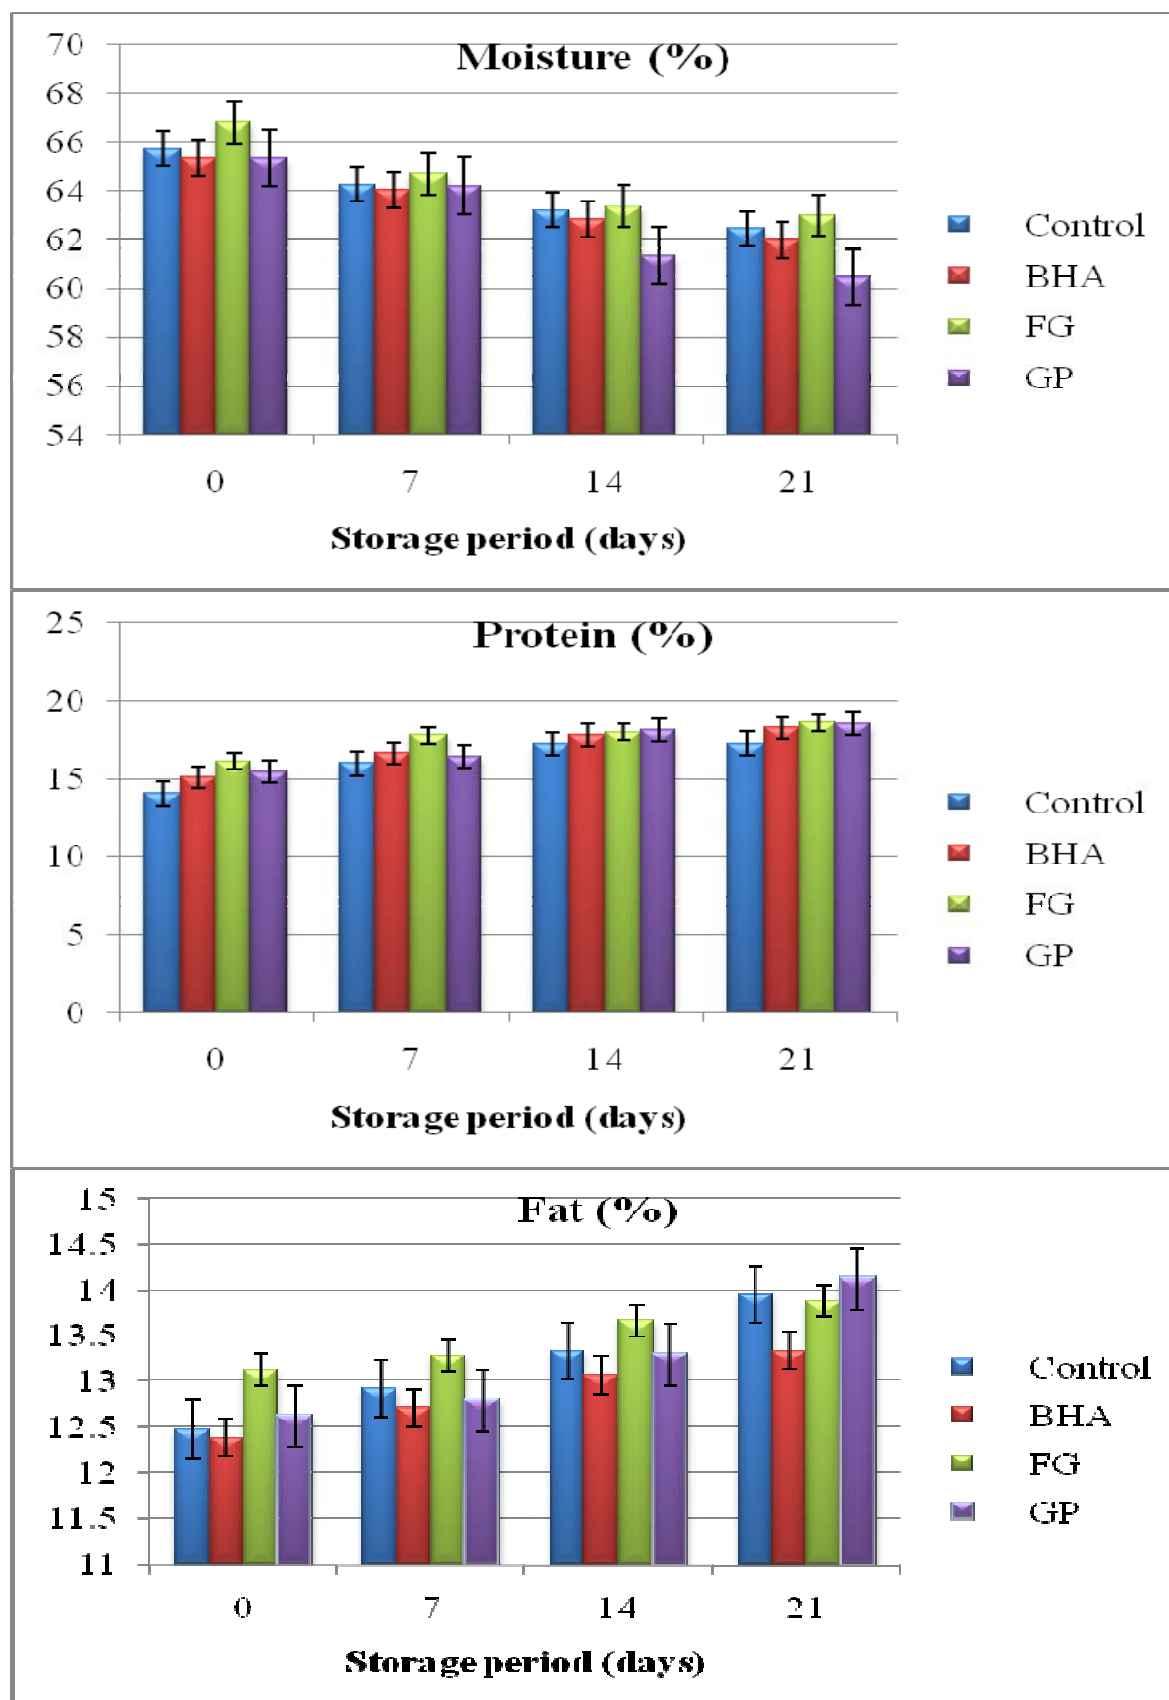 Moisture (%)
70
68
66
64
62
60
58
56
54
0 7 14 21
Storage period (days)
Control
BHA
FG
GP
Protein (%)
25
20
15
10
5
0
0 7 14 21
Storage period (days)
Control
BHA
FG
GP
Fat (%)
15
14.5
14
13.5
13
12.5
12
11.5
11
0 7 14 21
Storage period (days)
Control
BHA
FG
GP